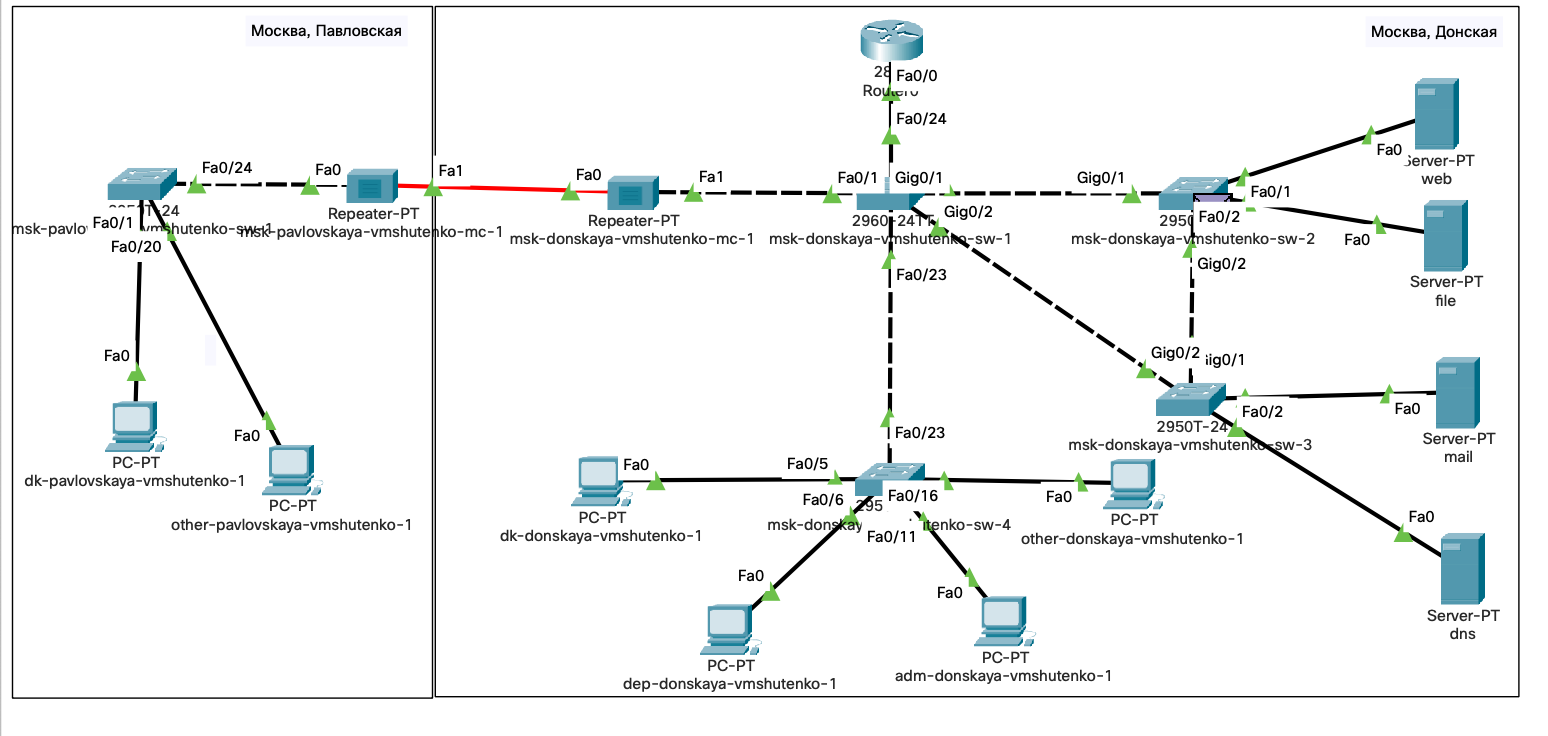 Москва, Павловская
Москва, Донская
28
Fa0/0
Router0
Fa0/24
Fa0/24
Fa0
Fa1
Fa0
Fa1
Fa0/1
Gig0/1
Gig0/1
Fa0
Server-PT
web
Repeater-PT
msk-pavlovskaya-vmshutenko-mc-1
Repeater-PT
msk-donskaya-vmshutenko-mc-1
2960-24TT
msk-donskaya-vmshutenko-sw-1
Gig0/2
2950
msk-donskaya-vmshutenko-sw-2
Fa0/1
Fa0/2
Fa0
Server-PT
file
Fa0/1
Fa0/20
Gig0/2
Fa0/23
Fa0
Gig0/2
Gig0/1
Fa0/2
Fa0
2950T-24
msk-donskaya-vmshutenko-sw-3
Server-PT
mail
Fa0
PC-PT
dk-pavlovskaya-vmshutenko-1
PC-PT
other-pavlovskaya-vmshutenko-1
Fa0/23
Fa0
Fa0/5
Fa0/6
Fa0/16
295
Fa0/11
Fa0
PC-PT
dk-donskaya-vmshutenko-1
PC-PT
other-donskaya-vmshutenko-1
Fa0
Fa0
Fa0
Server-PT
dns
PC-PT
dep-donskaya-vmshutenko-1
PC-PT
adm-donskaya-vmshutenko-1